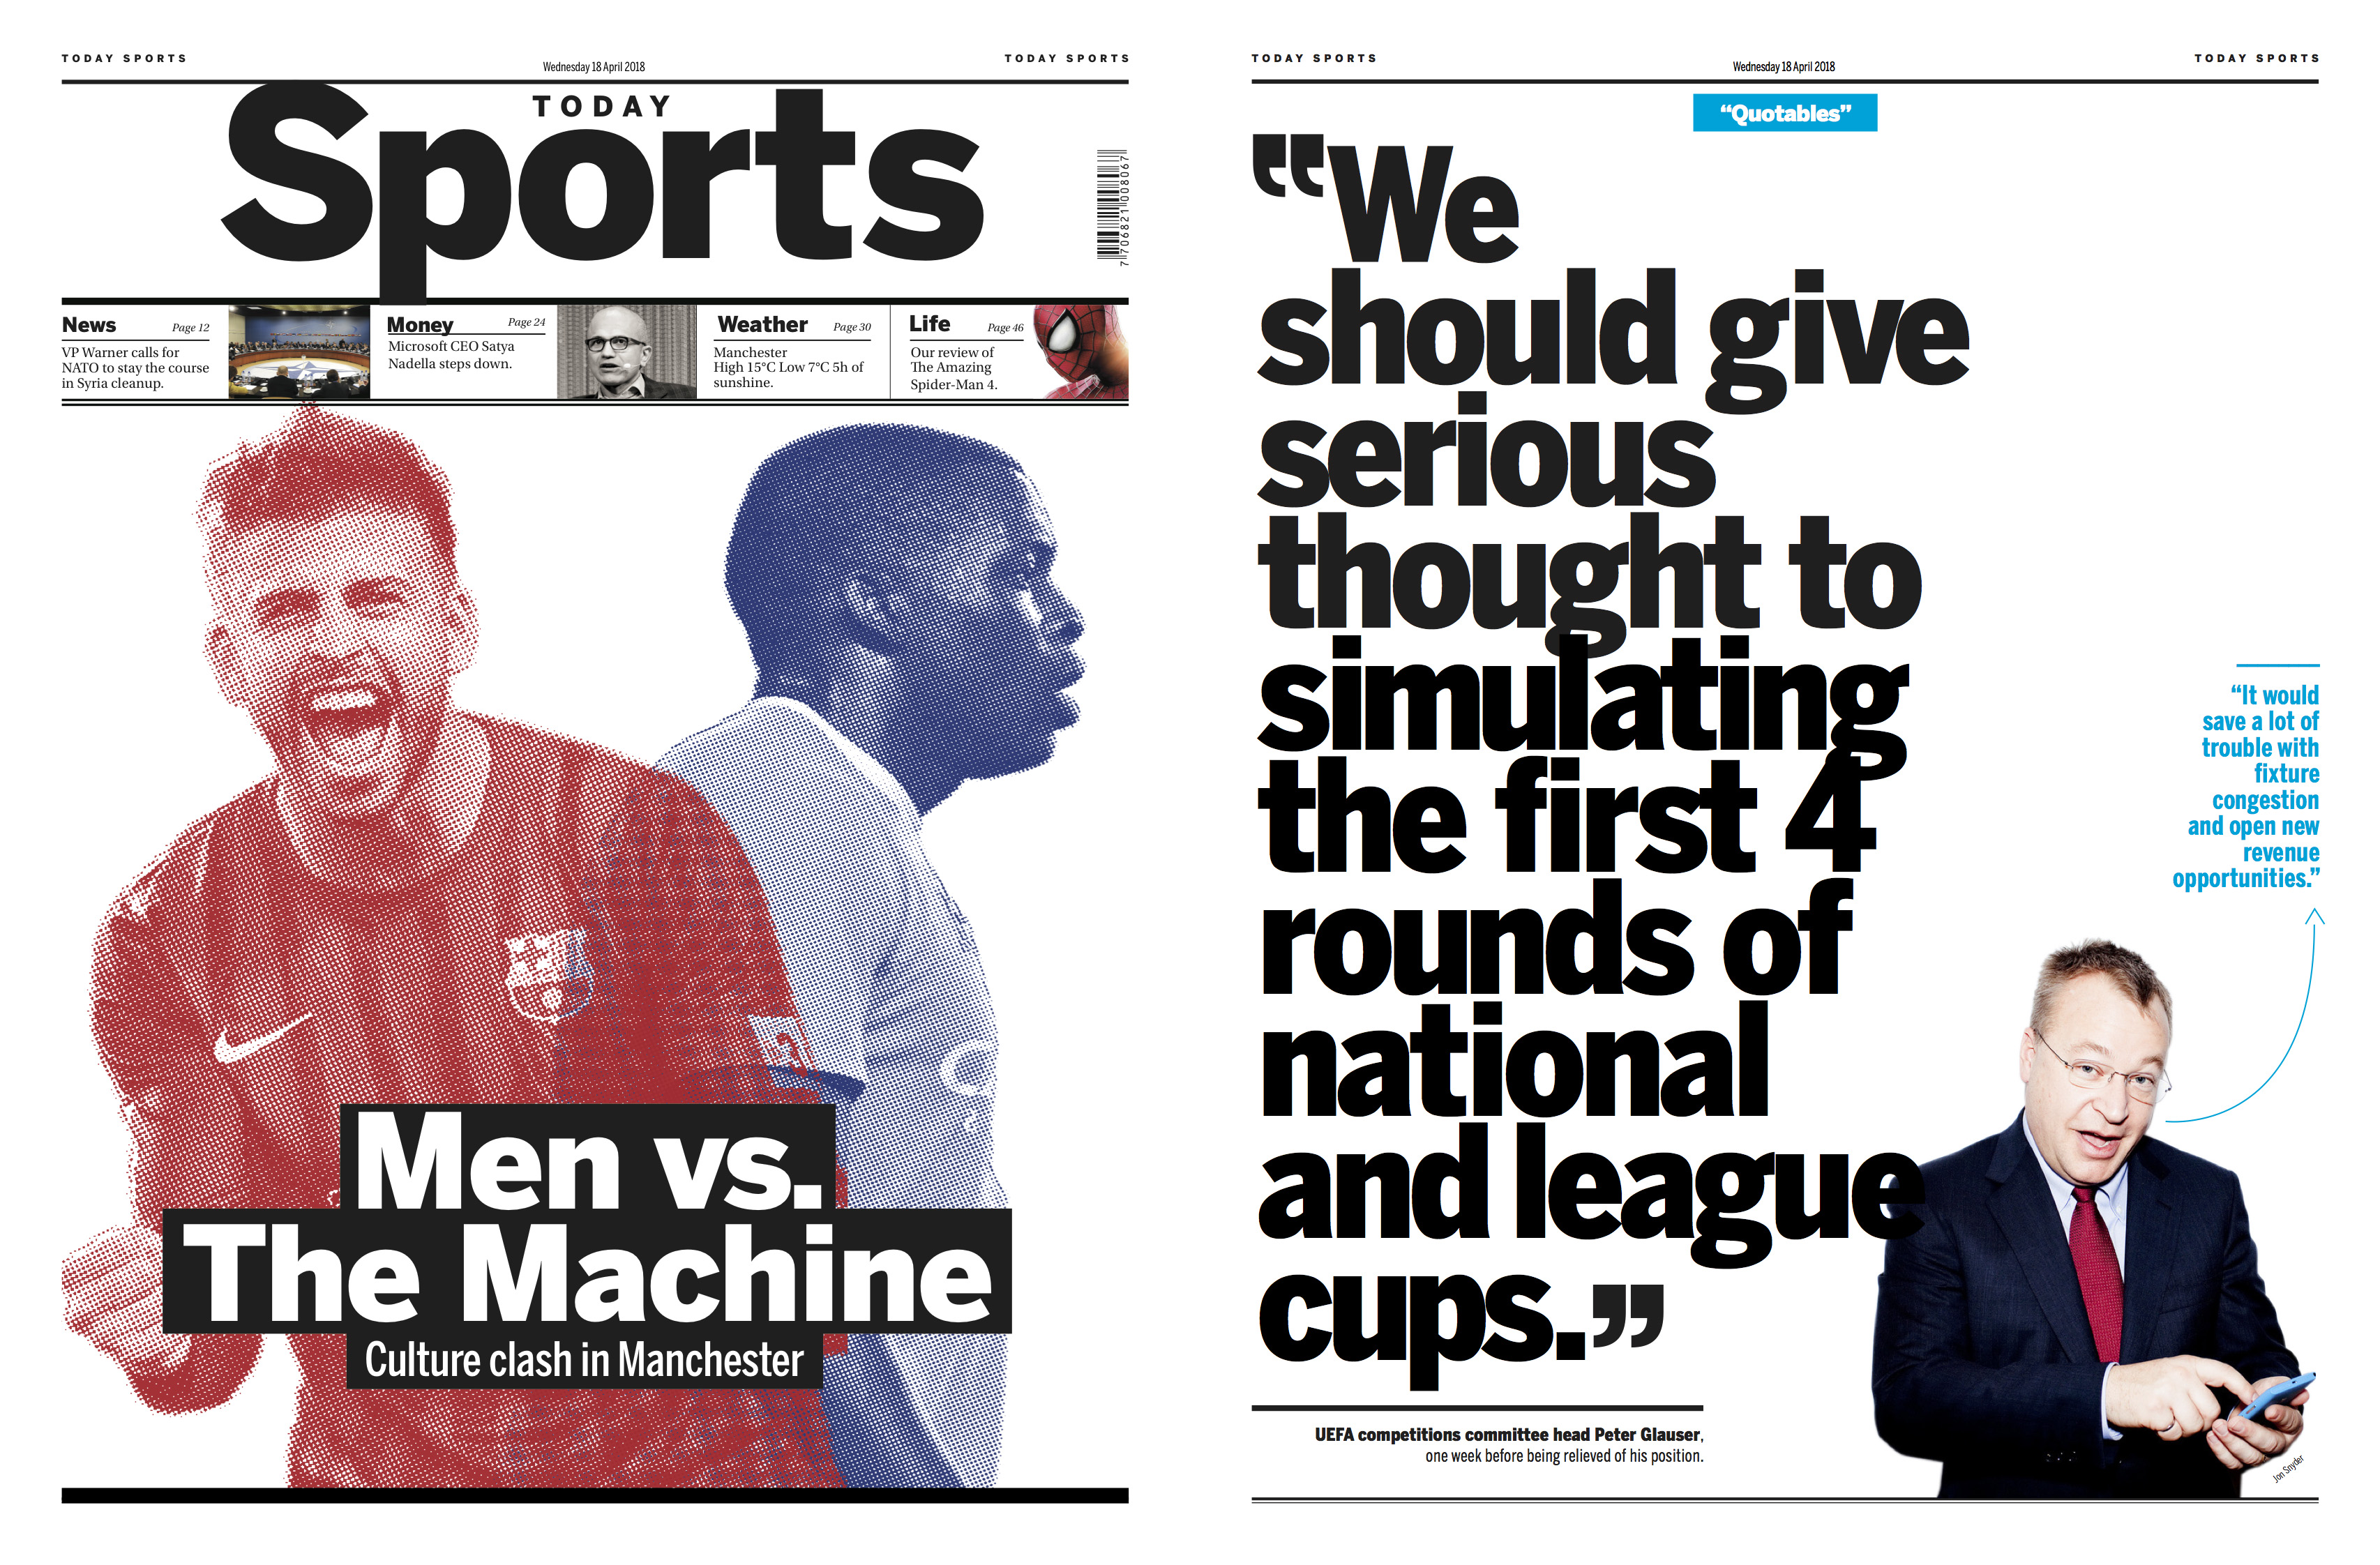 TODAY SPORTS
Wednesday 18 April 2018
TODAY SPORTS
TODAY
Sports
7 706821 008067
News
Page 12
VP Warner calls for
NATO to stay the course
in Syria cleanup.
Money
Page 24
Microsoft CEO Satya
Nadella steps down.
Weather
Page 30
Manchester
High 15°C Low 7°C 5h of
sunshine.
Life
Page 46
Our review of
The Amazing
Spider-Man 4.
Men vs.
The Machine
Culture clash in Manchester
TODAY SPORTS
Wednesday 18 April 2018
TODAY SPORTS
“Quotables”
“We
should give
serious
thought to
simulating
the first 4
rounds of
national
and league
cups.”
UEFA competitions committee head Peter Glauser,
one week before being relieved of his position.
“It would
save a lot of
trouble with
fixture
congestion
and open new
revenue
opportunities.”
Jon Snyder